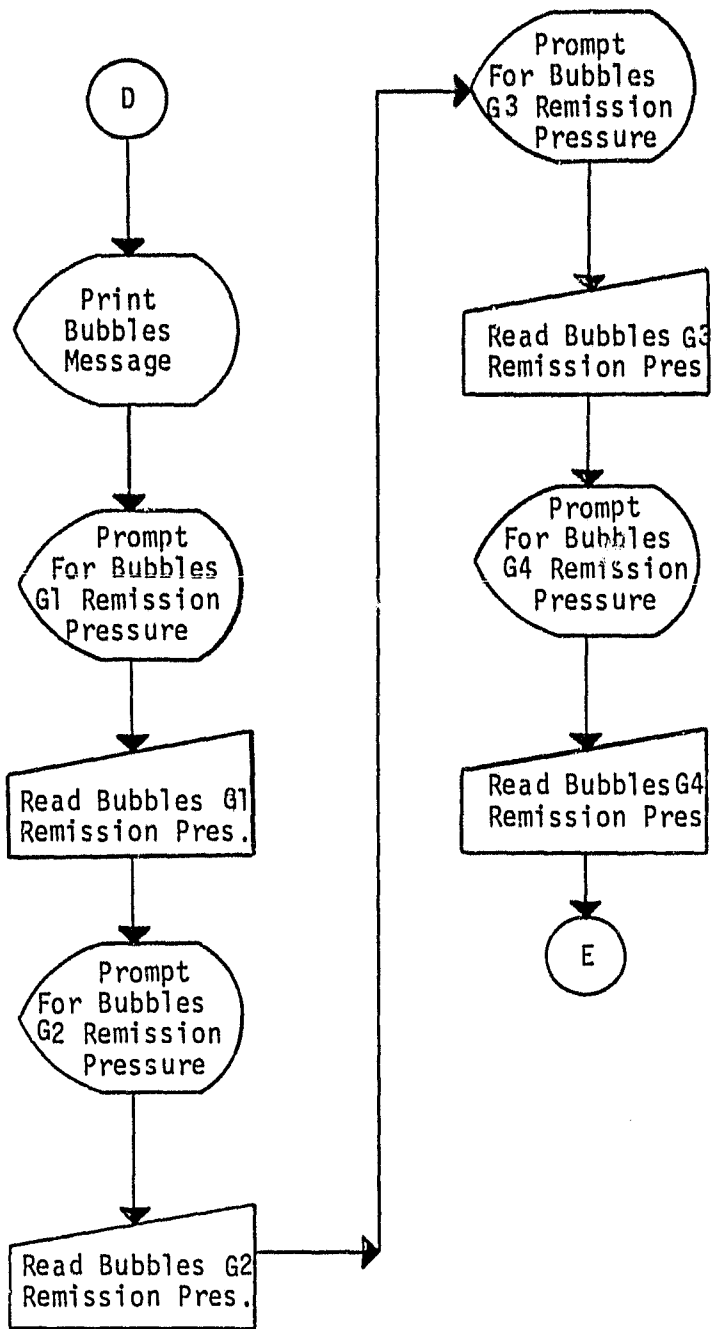 D
Print
Bubbles
Message
Prompt
For Bubbles
G1 Remission
Pressure
Read Bubbles G1
Remission Pres.
Prompt
For Bubbles
G2 Remission
Pressure
Read Bubbles G2
Remission Pres.
Prompt
For Bubbles
G3 Remission
Pressure
Read Bubbles G3
Remission Pres
Prompt
For Bubbles
G4 Remission
Pressure
Read Bubbles G4
Remission Pres
E